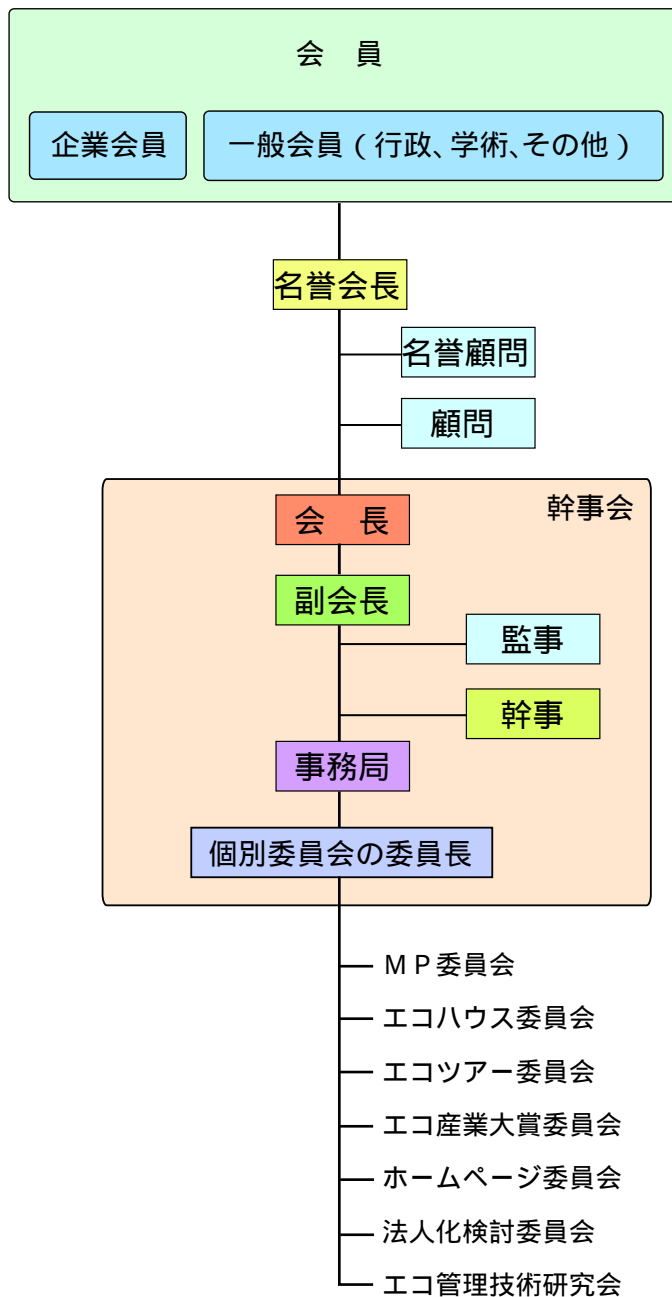 会　員
企業会員
一般会員（行政、学術、その他）
名誉会長
名誉顧問
顧問
幹事会
会　長
副会長
監事
幹事
事務局
個別委員会の委員長
ＭＰ委員会
エコハウス委員会
エコツアー委員会
エコ産業大賞委員会
ホームページ委員会
法人化検討委員会
エコ管理技術研究会